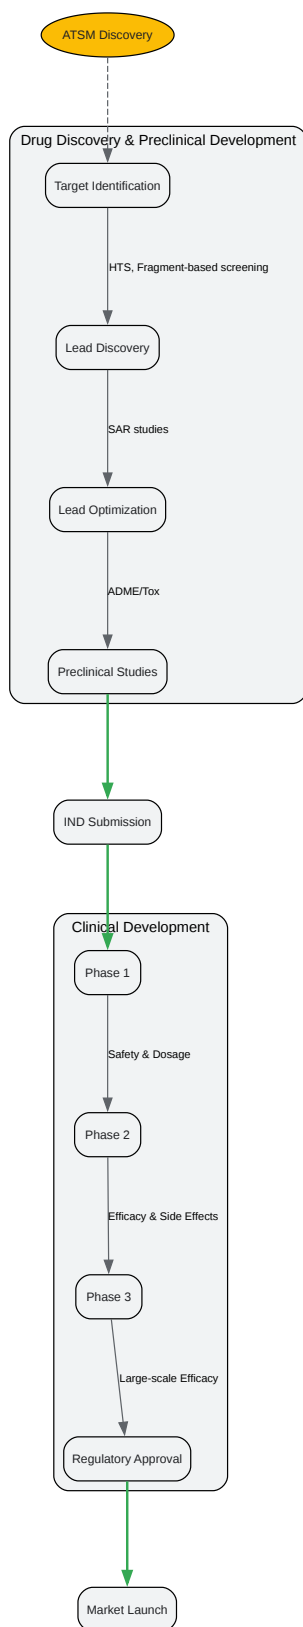 ATSM Discovery
Drug Discovery & Preclinical Development
Target Identification
HTS, Fragment-based screening
Lead Discovery
SAR studies
Lead Optimization
ADME/Tox
Preclinical Studies
IND Submission
Clinical Development
Phase 1
Safety & Dosage
Phase 2
Efficacy & Side Effects
Phase 3
Large-scale Efficacy
Regulatory Approval
Market Launch